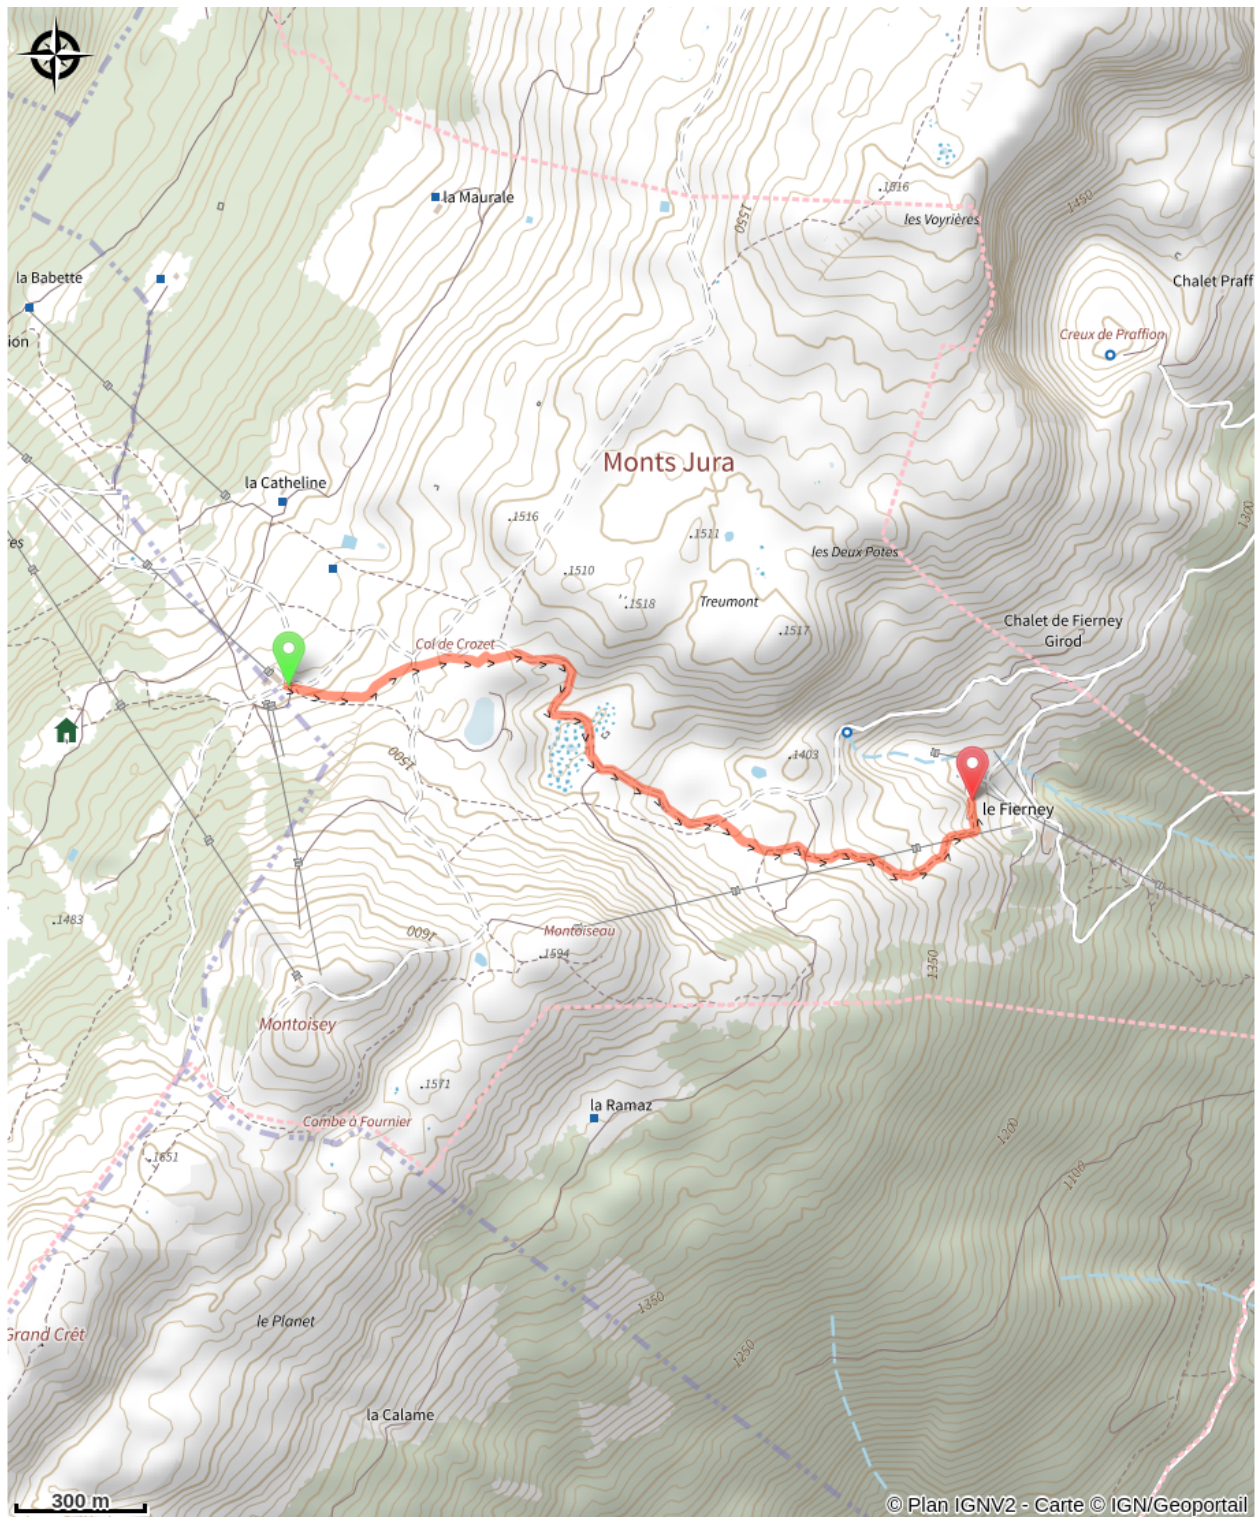 la Maurale
.1516
les Voyrières
1450
1550
la Babette
Chalet Praff
ion
Creux de Praffion
Monts Jura
la Catheline
.1516
.1511
1300
res
les Deux Potes
.1510
.1518
Treumont
Chalet de Fierney
Girod
.1517
Col de Crozet
1500
.1403
le Fierney
.1483
1600
Montoiseau
.1594
1350
Montoisey
.1571
la Ramaz
Combe à Fournier
1200
.1651
1100
1350
le Planet
Grand Crêt
1250
la Calame
300 m
© Plan IGNV2 - Carte © IGN/Geoportail